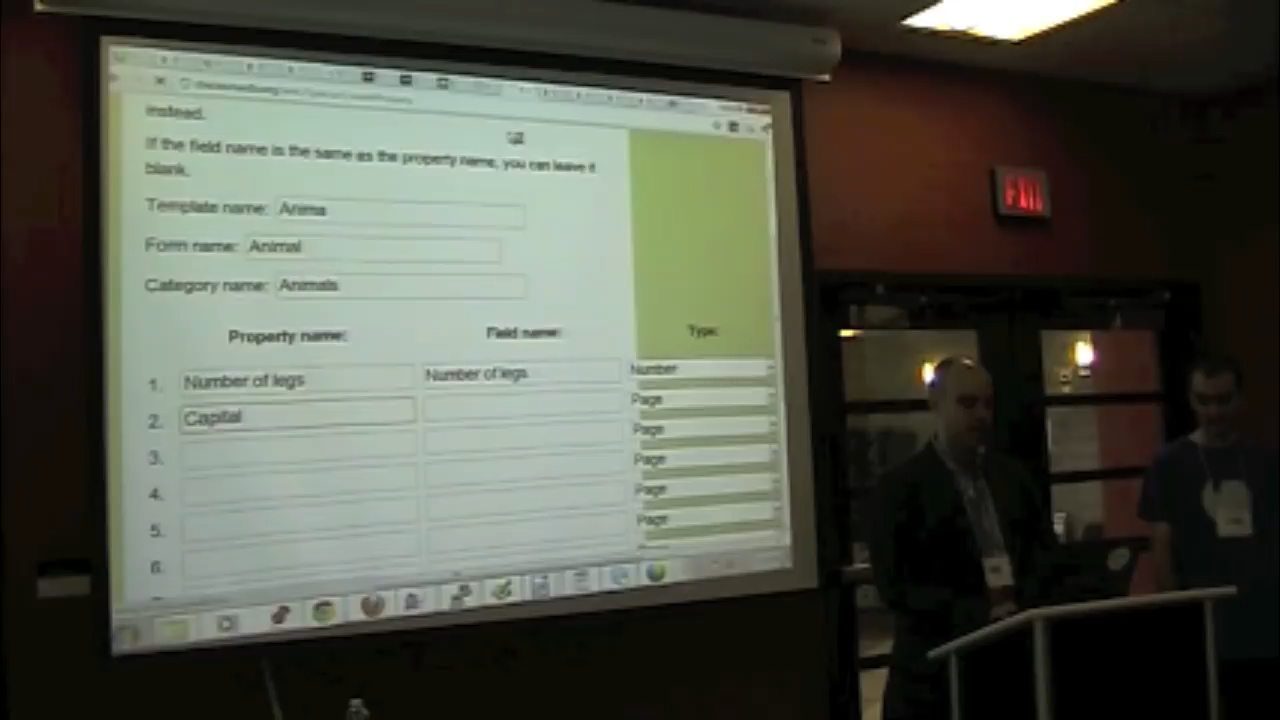 instead.
If the field name is the same as the property name, you can leave it
blank.
Template name: Anima
Form name: Animal
Category name: Animals
Property name: Field name: Type:
1. Number of legs Number of legs Number
2. Capital Page
3. Page
4. Page
5. Page
6. Page
EXIT